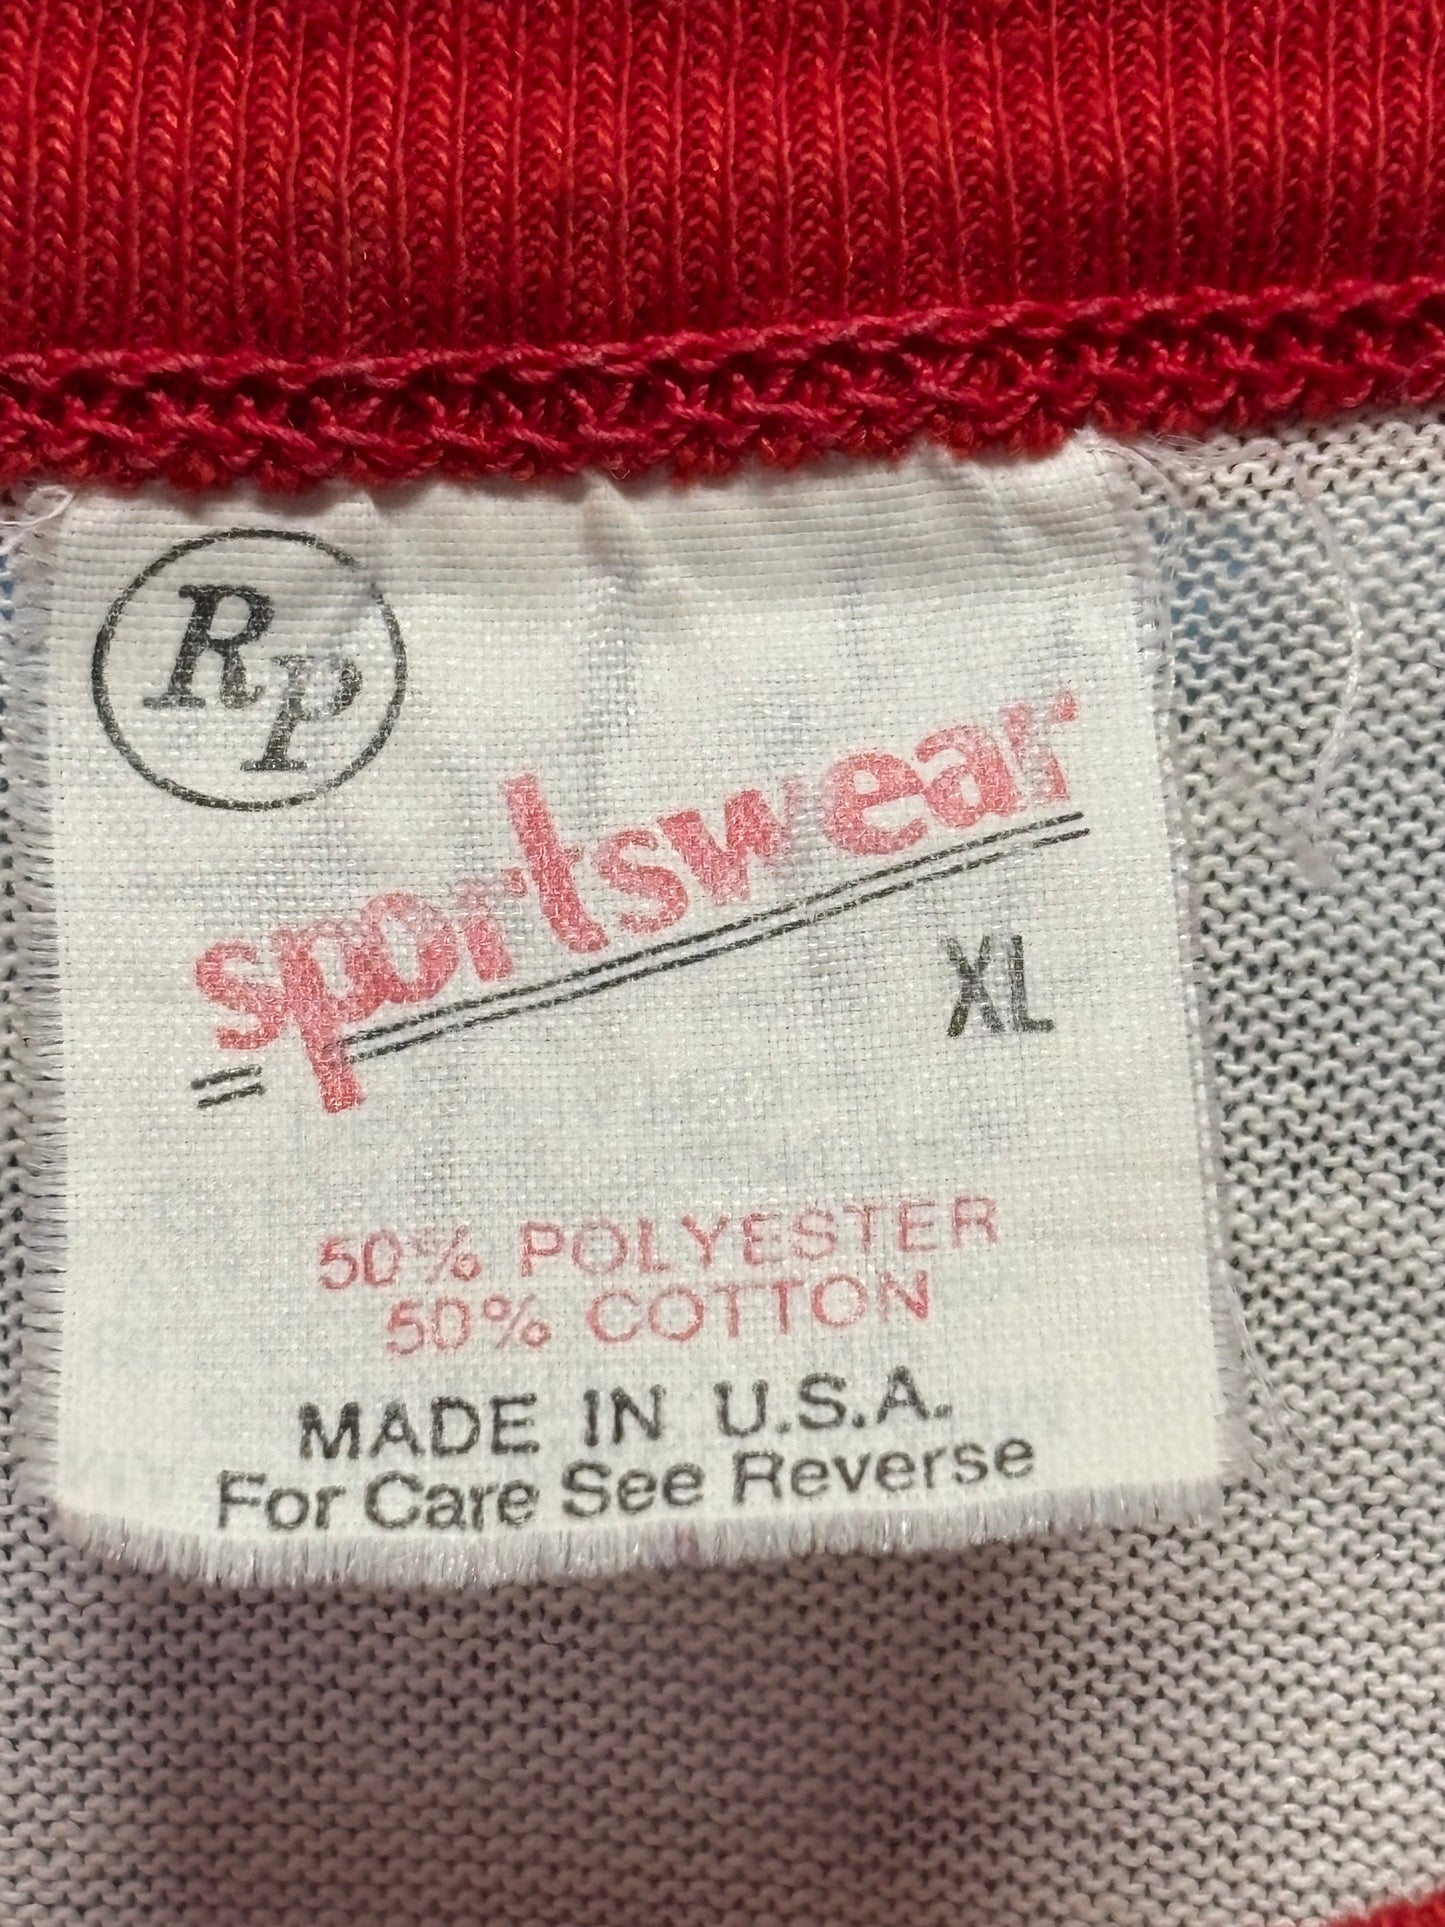 RP
sportswear
XL
50% POLYESTER
50% COTTON
MADE IN U.S.A.
For Care See Reverse